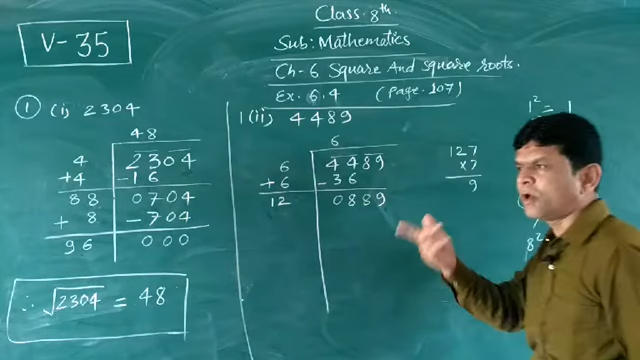 V-35
Class. 8th.
Sub: Mathematics
Ch-6 Square And Square roots.
Ex. 6.4 (Page. 107)
① (i) 2304
48
4 2304
+4 -16
88 0704
+ 8 -704
96 000
∴ √2304 = 48
1(ii) 4489
6
6 4489
+6 -36
12 0889
127
×7
9
1² = 1
8²